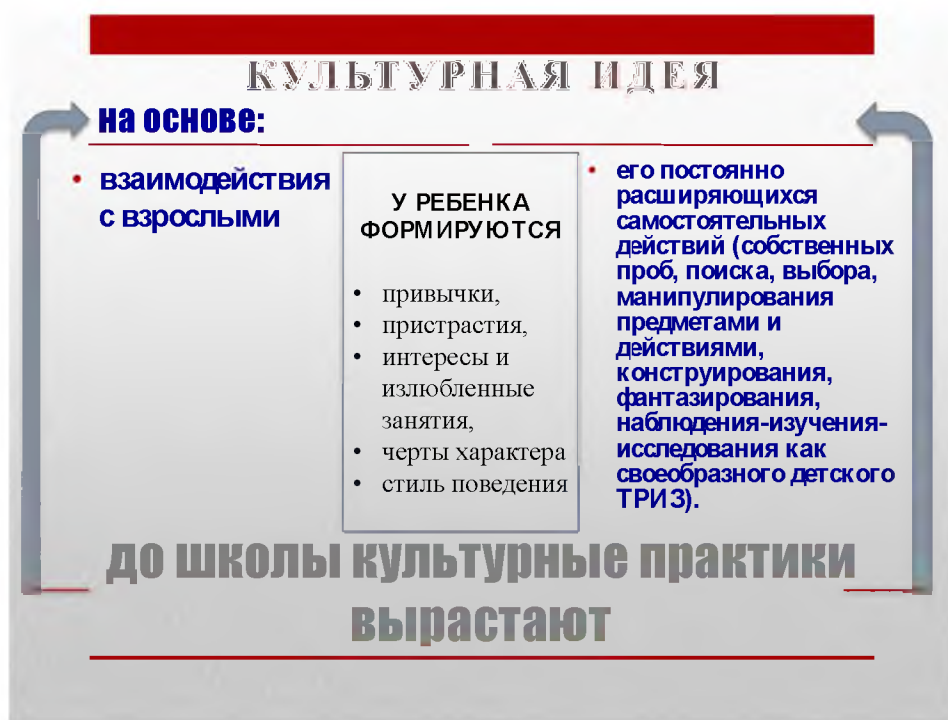 КУЛЬТУРНАЯ ИДЕЯ
на основе:
• взаимодействия
с взрослыми
У РЕБЕНКА
ФОРМИРУЮТСЯ
• привычки,
• пристрастия,
• интересы и
излюбленные
занятия,
• черты характера
• стиль поведения
• его постоянно
расширяющихся
самостоятельных
действий (собственных
проб, поиска, выбора,
манипулирования
предметами и
действиями,
конструирования,
фантазирования,
наблюдения-изучения-
исследования как
своеобразного детского
ТРИЗ).
до школы культурные практики
вырастают